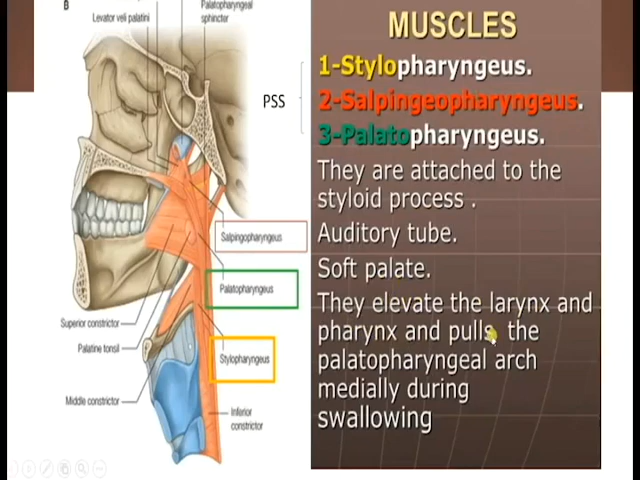 B
Levator veli palatini
Palatopharyngeal
sphincter
PSS
Salpingopharyngeus
Palatopharyngeus
Superior constrictor
Palatine tonsil
Stylopharyngeus
Middle constrictor
Inferior
constrictor
MUSCLES
1-Stylopharyngeus.
2-Salpingeopharyngeus.
3-Palatopharyngeus.
They are attached to the
styloid process .
Auditory tube.
Soft palate.
They elevate the larynx and
pharynx and pulls the
palatopharyngeal arch
medially during
swallowing